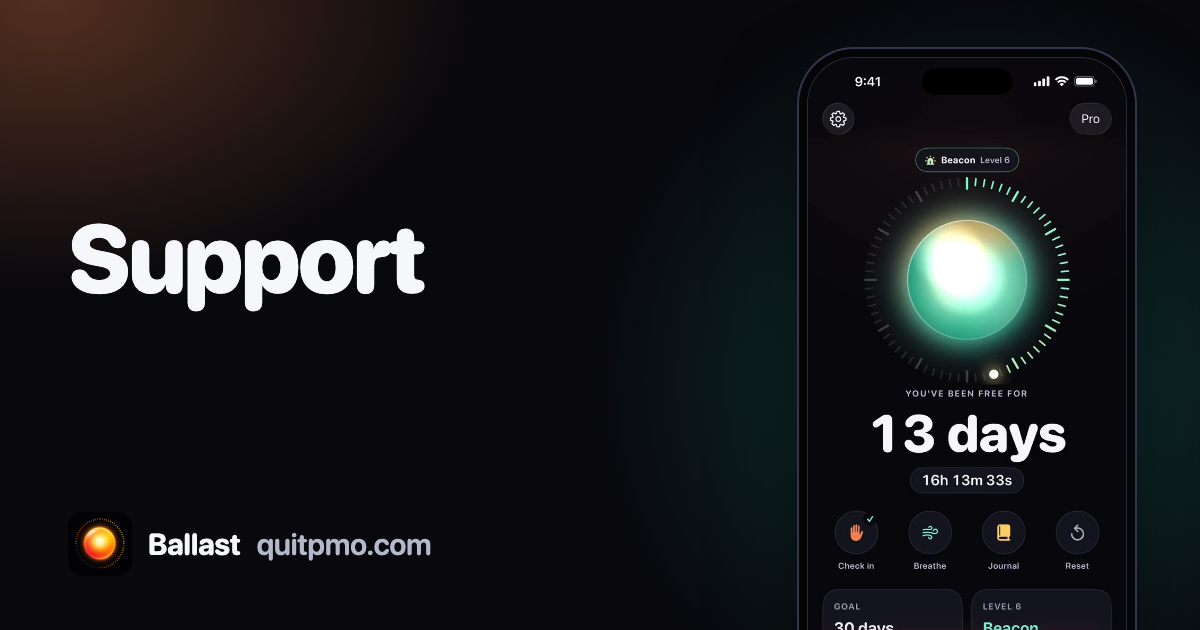 Support
Ballast quitpmo.com
9:41
Pro
Beacon Level 6
YOU'VE BEEN FREE FOR
13 days
16h 13m 33s
Check in
Breathe
Journal
Reset
GOAL
30 days
LEVEL 6
Beacon